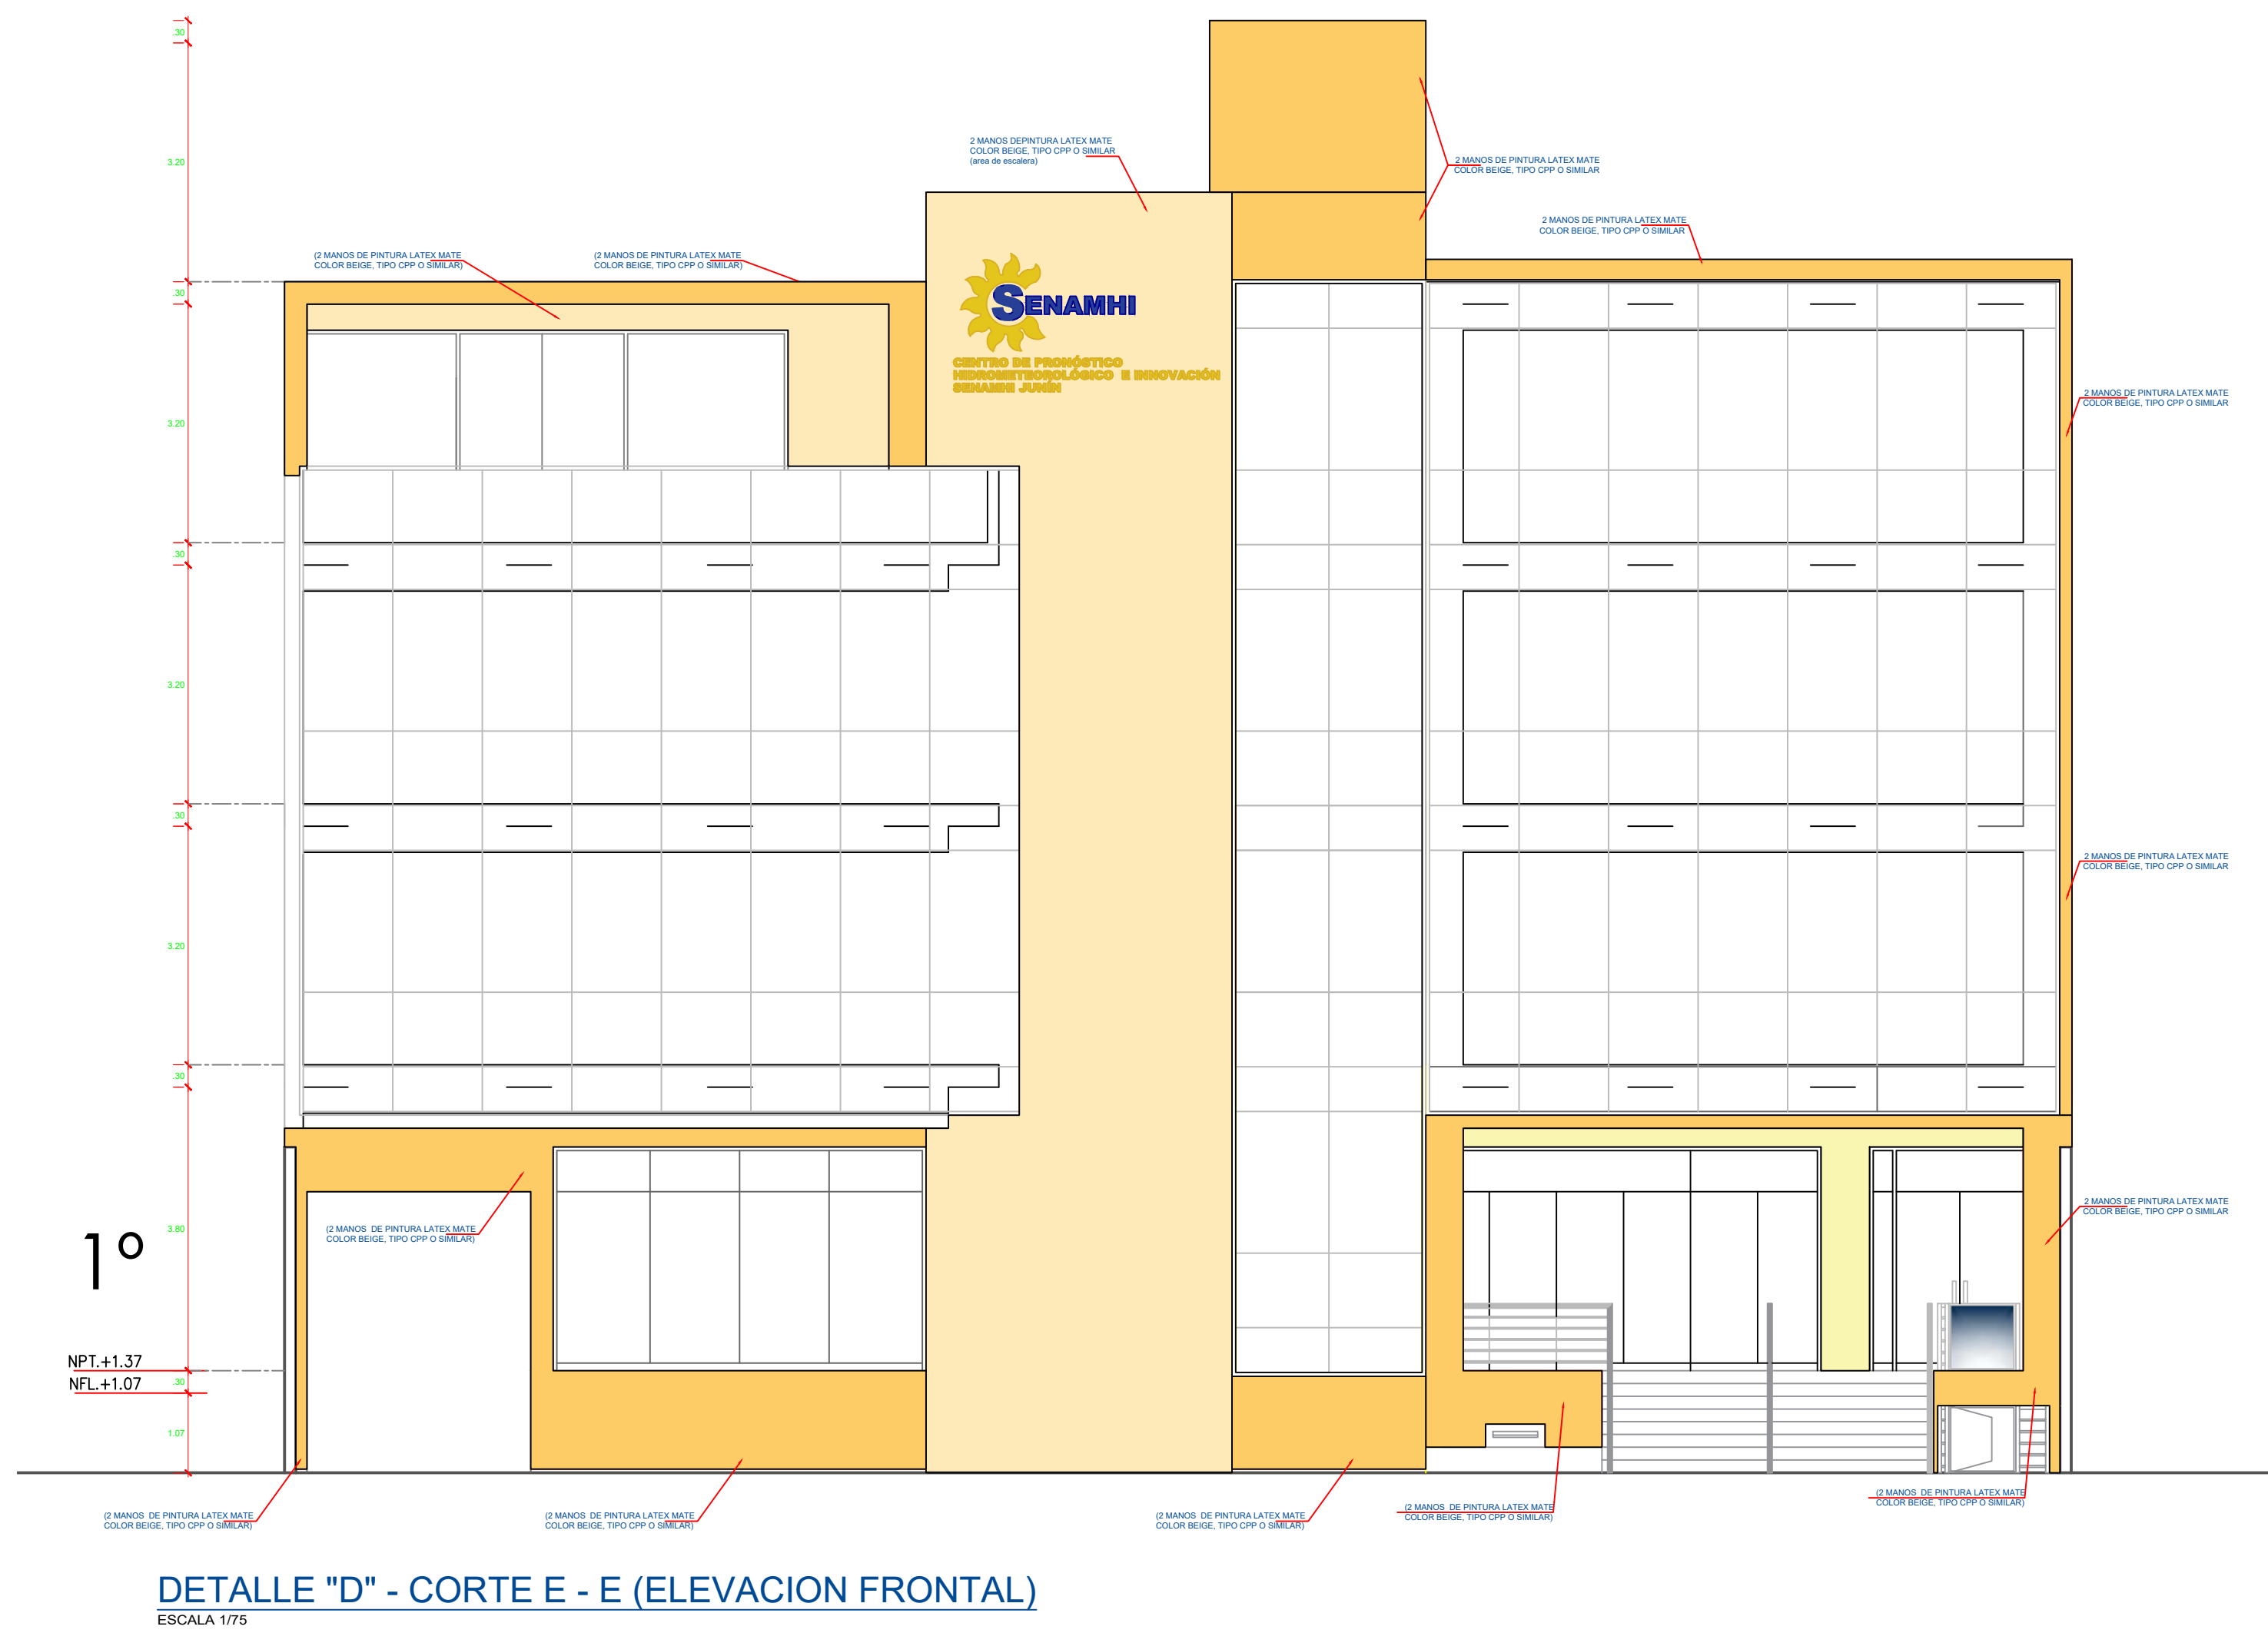 .30
3.20
2 MANOS DEPINTURA LATEX MATE
COLOR BEIGE, TIPO CPP O SIMILAR
(area de escalera)
2 MANOS DE PINTURA LATEX MATE
COLOR BEIGE, TIPO CPP O SIMILAR
2 MANOS DE PINTURA LATEX MATE
COLOR BEIGE, TIPO CPP O SIMILAR
(2 MANOS DE PINTURA LATEX MATE
COLOR BEIGE, TIPO CPP O SIMILAR)
(2 MANOS DE PINTURA LATEX MATE
COLOR BEIGE, TIPO CPP O SIMILAR)
.30
SENAMHI
CENTRO DE PRONÓSTICO
HIDROMETEOROLÓGICO E INNOVACIÓN
SENAMHI JUNÍN
2 MANOS DE PINTURA LATEX MATE
COLOR BEIGE, TIPO CPP O SIMILAR
3.20
.30
3.20
.30
2 MANOS DE PINTURA LATEX MATE
COLOR BEIGE, TIPO CPP O SIMILAR
3.20
.30
2 MANOS DE PINTURA LATEX MATE
COLOR BEIGE, TIPO CPP O SIMILAR
(2 MANOS DE PINTURA LATEX MATE
COLOR BEIGE, TIPO CPP O SIMILAR)
3.80
1º
NPT.+1.37
NFL.+1.07
.30
1.07
(2 MANOS DE PINTURA LATEX MATE
COLOR BEIGE, TIPO CPP O SIMILAR)
(2 MANOS DE PINTURA LATEX MATE
COLOR BEIGE, TIPO CPP O SIMILAR)
(2 MANOS DE PINTURA LATEX MATE
COLOR BEIGE, TIPO CPP O SIMILAR)
(2 MANOS DE PINTURA LATEX MATE
COLOR BEIGE, TIPO CPP O SIMILAR)
(2 MANOS DE PINTURA LATEX MATE
COLOR BEIGE, TIPO CPP O SIMILAR)
DETALLE "D" - CORTE E - E (ELEVACION FRONTAL)
ESCALA 1/75